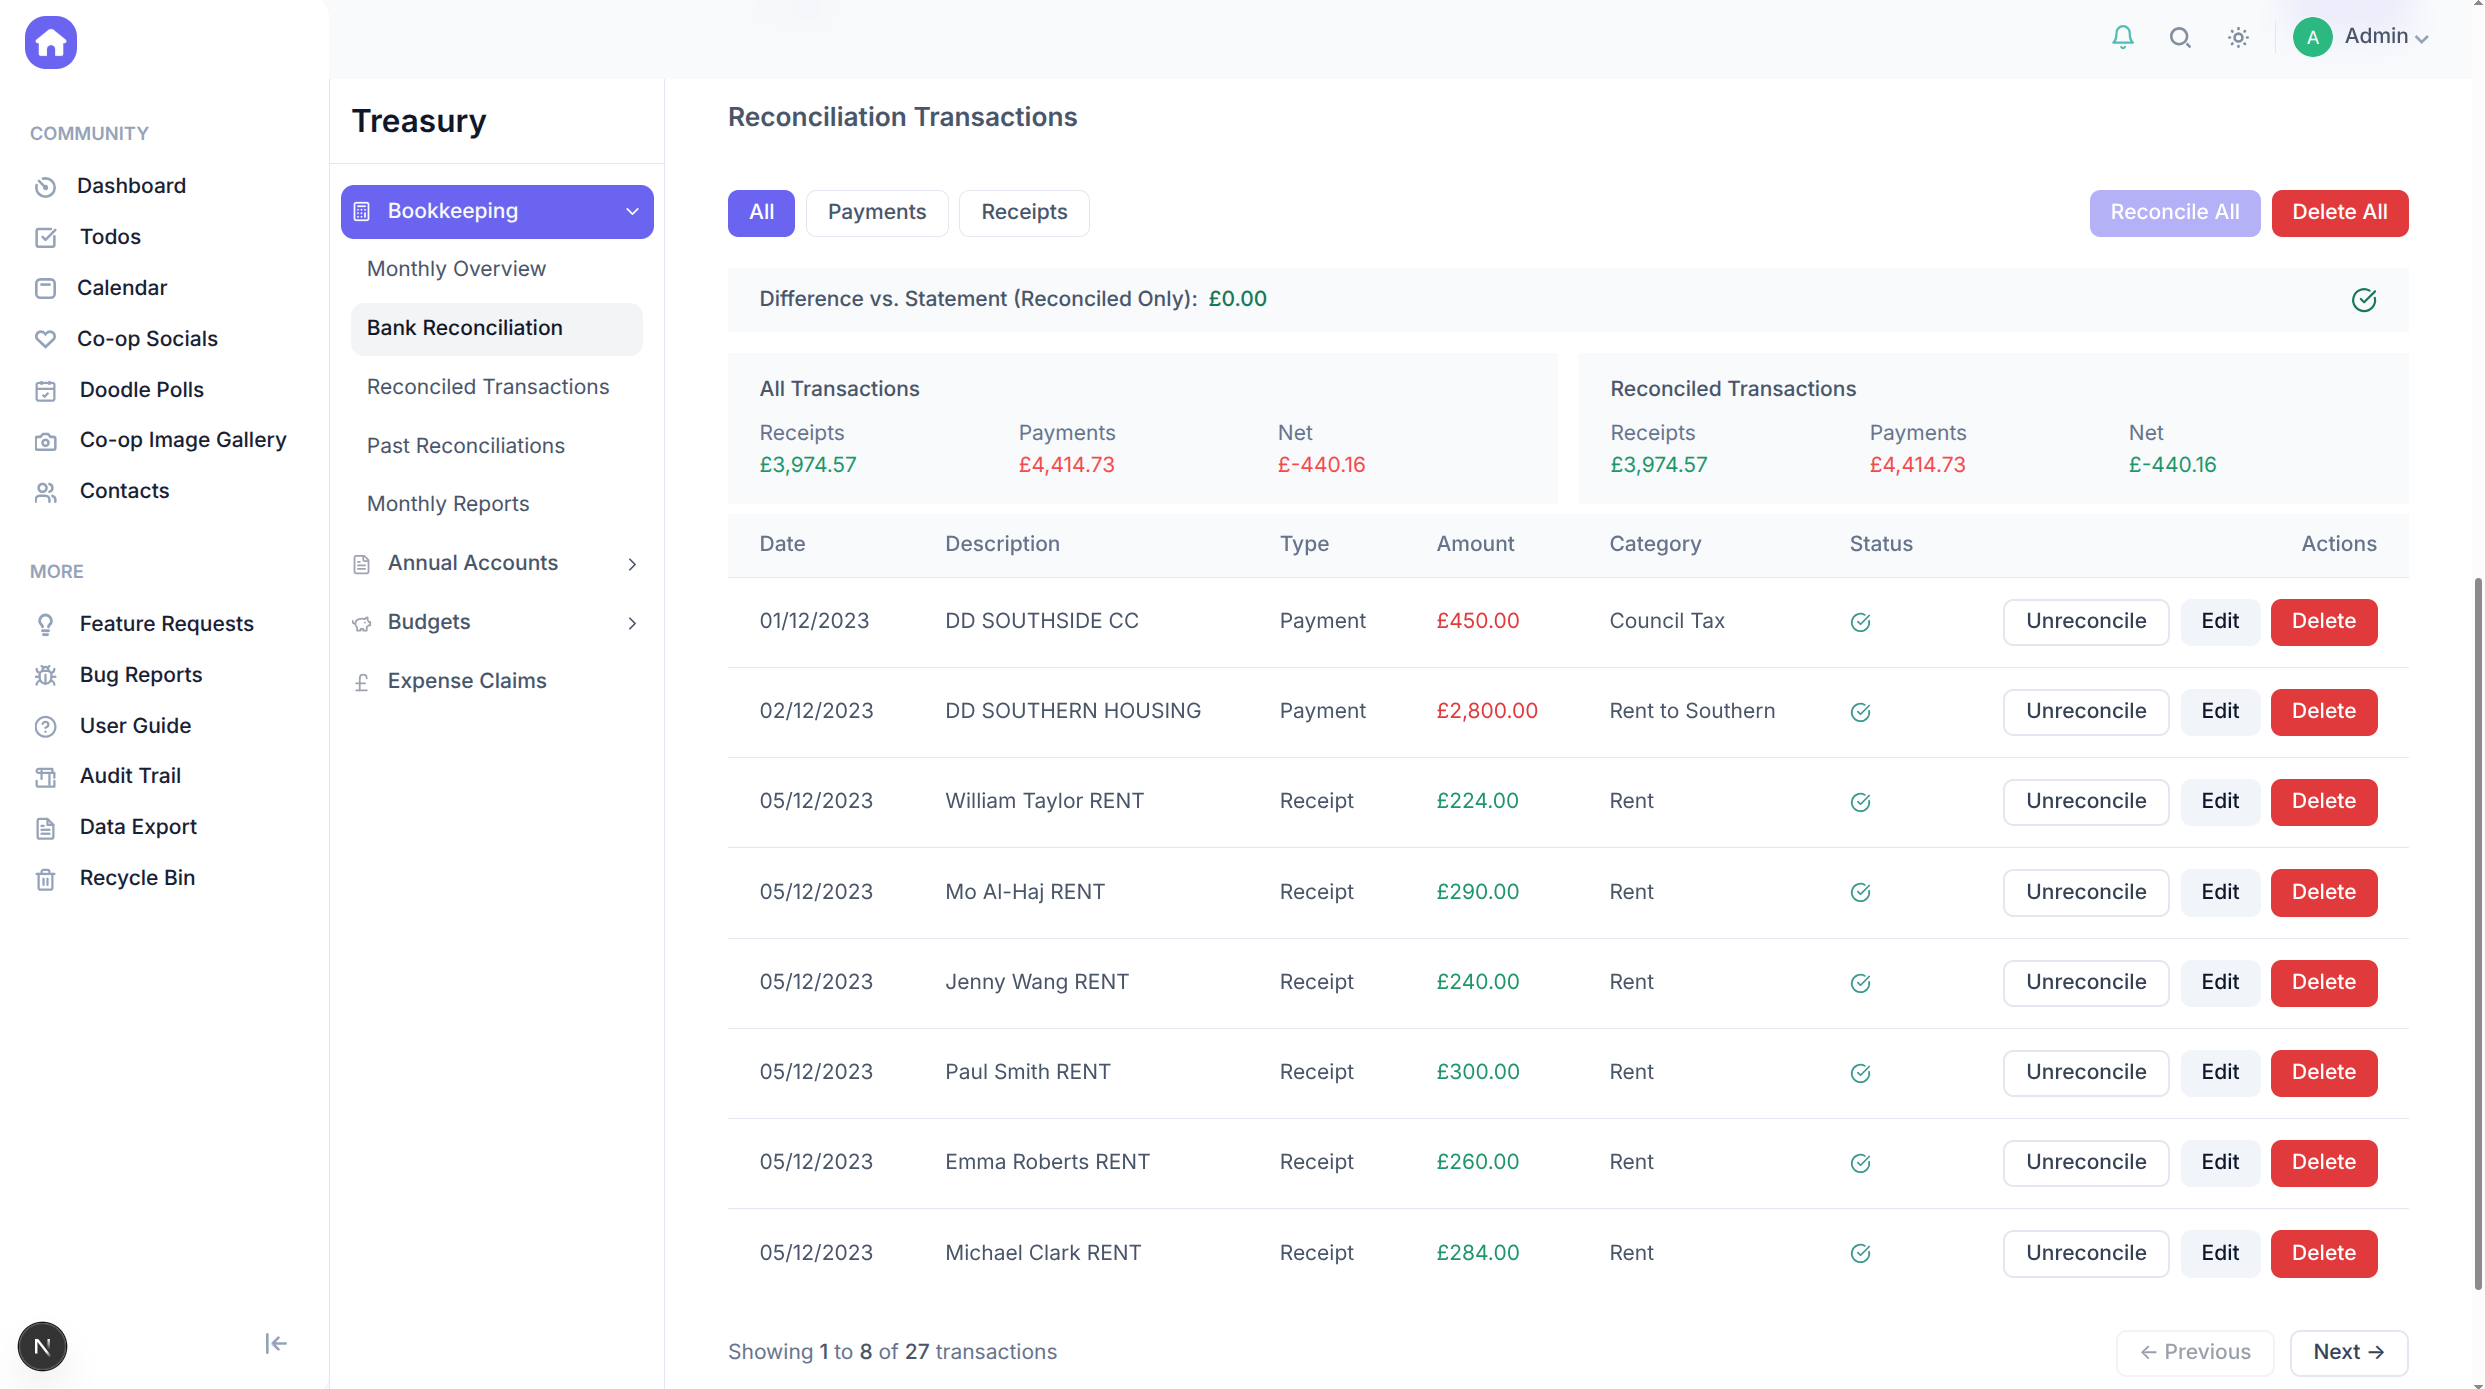 COMMUNITY
Dashboard
Todos
Calendar
Co-op Socials
Doodle Polls
Co-op Image Gallery
Contacts
MORE
Feature Requests
Bug Reports
User Guide
Audit Trail
Data Export
Recycle Bin
N
Treasury
Bookkeeping
Monthly Overview
Bank Reconciliation
Reconciled Transactions
Past Reconciliations
Monthly Reports
Annual Accounts
Budgets
£ Expense Claims
A Admin
Reconciliation Transactions
All Payments Receipts Reconcile All Delete All
Difference vs. Statement (Reconciled Only): £0.00
All Transactions
Receipts Payments Net
£3,974.57 £4,414.73 £-440.16
Reconciled Transactions
Receipts Payments Net
£3,974.57 £4,414.73 £-440.16
Date Description Type Amount Category Status Actions
01/12/2023 DD SOUTHSIDE CC Payment £450.00 Council Tax Unreconcile Edit Delete
02/12/2023 DD SOUTHERN HOUSING Payment £2,800.00 Rent to Southern Unreconcile Edit Delete
05/12/2023 William Taylor RENT Receipt £224.00 Rent Unreconcile Edit Delete
05/12/2023 Mo Al-Haj RENT Receipt £290.00 Rent Unreconcile Edit Delete
05/12/2023 Jenny Wang RENT Receipt £240.00 Rent Unreconcile Edit Delete
05/12/2023 Paul Smith RENT Receipt £300.00 Rent Unreconcile Edit Delete
05/12/2023 Emma Roberts RENT Receipt £260.00 Rent Unreconcile Edit Delete
05/12/2023 Michael Clark RENT Receipt £284.00 Rent Unreconcile Edit Delete
Showing 1 to 8 of 27 transactions ← Previous Next →